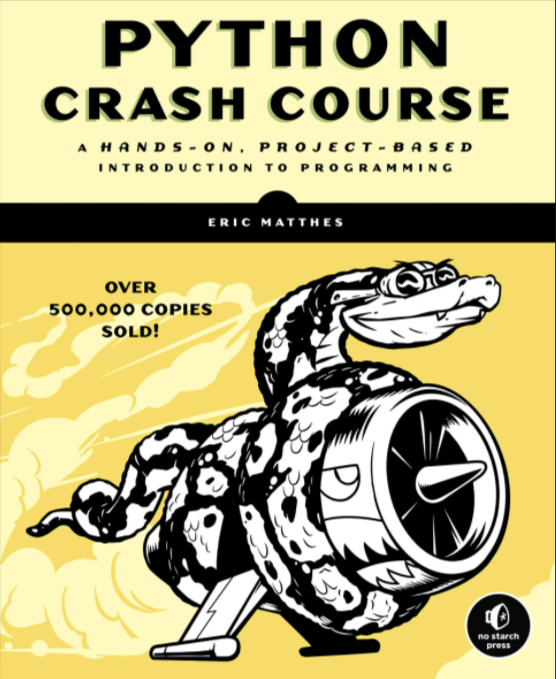 PYTHON
CRASH COURSE
A HANDS-ON, PROJECT-BASED
INTRODUCTION TO PROGRAMMING
ERIC MATTHES
OVER
500,000 COPIES
SOLD!
no starch
press